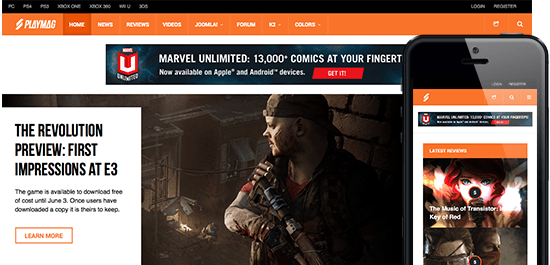 PC PS4 PS3 XBOX ONE XBOX 360 WII U 3DS LOGIN REGISTER
PLAYMAG HOME NEWS REVIEWS VIDEOS JOOMLA! FORUM K2 COLORS
MARVEL UNLIMITED: 13,000+ COMICS AT YOUR FINGERT
MARVEL
UNLIMITED
Now available on Apple® and Android™ devices. GET IT!
THE REVOLUTION
PREVIEW: FIRST
IMPRESSIONS AT E3
The game is available to download free
of cost until June 3. Once users have
downloaded a copy it is theirs to keep.
LEARN MORE
LOGIN REGISTER
MARVEL UNLIMITED: 13,000+ COMICS AT YOUR FINGERTIPS!
LATEST REVIEWS
The Music of Transistor: in
Key of Red